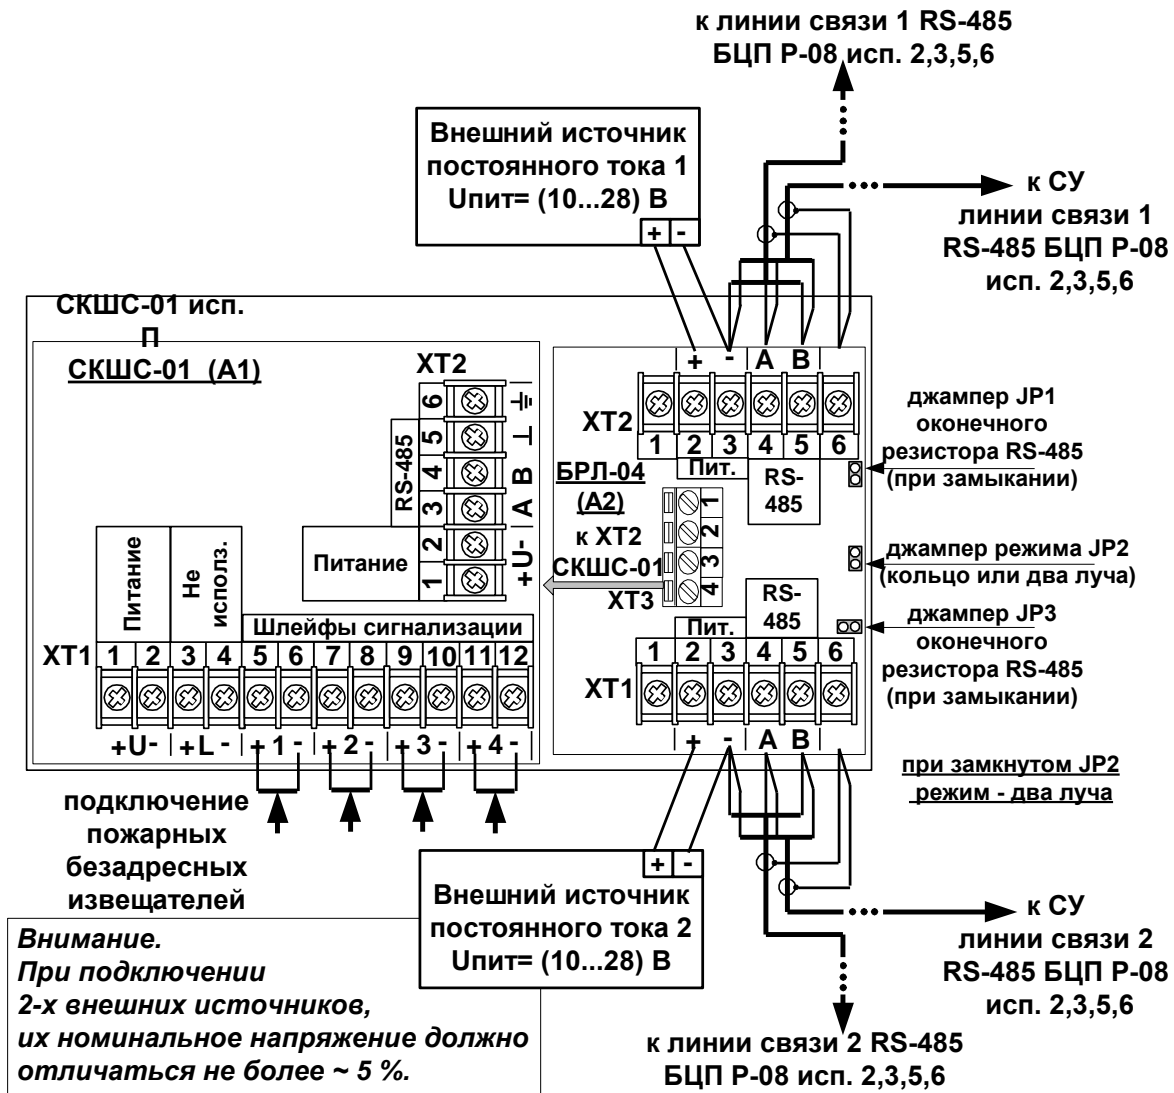 к линии связи 1 RS-485
БЦП Р-08 исп. 2,3,5,6
Внешний источник
постоянного тока 1
Uпит= (10...28) В
+ -
к СУ
линии связи 1
RS-485 БЦП Р-08
исп. 2,3,5,6
СКШС-01 исп.
П
СКШС-01 (А1)
XT2
6 5 4 3 2 1
RS-485
Питание
⊥ B A -U+
Питание
Не
исполз.
Шлейфы сигнализации
XT1 1 2 3 4 5 6 7 8 9 10 11 12
+U- +L - + 1 - + 2 - + 3 - + 4 -
подключение
пожарных
безадресных
извещателей
+ - A B
XT2
1 2 3 4 5 6
Пит.
RS-
485
БРЛ-04
(А2)
к XT2
СКШС-01
XT3
1
2
3
4
RS-
485
Пит.
1 2 3 4 5 6
XT1
+ - A B
джампер JP1
оконечного
резистора RS-485
(при замыкании)
джампер режима JP2
(кольцо или два луча)
джампер JP3
оконечного
резистора RS-485
(при замыкании)
при замкнутом JP2
режим - два луча
+ -
Внешний источник
постоянного тока 2
Uпит= (10...28) В
к СУ
линии связи 2
RS-485 БЦП Р-08
исп. 2,3,5,6
к линии связи 2 RS-485
БЦП Р-08 исп. 2,3,5,6
Внимание.
При подключении
2-х внешних источников,
их номинальное напряжение должно
отличаться не более ~ 5 %.